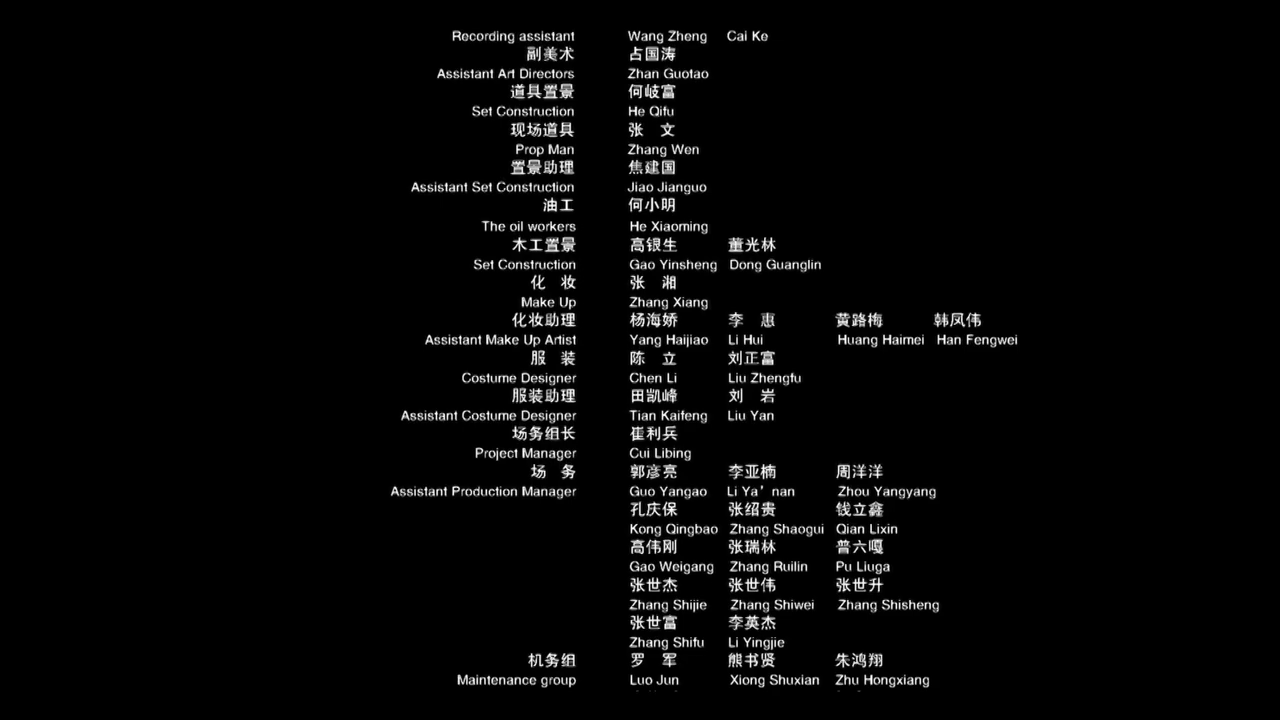 Recording assistant Wang Zheng Cai Ke
副美术 占国涛
Assistant Art Directors Zhan Guotao
道具置景 何岐富
Set Construction He Qifu
现场道具 张 文
Prop Man Zhang Wen
置景助理 焦建国
Assistant Set Construction Jiao Jianguo
油工 何小明
The oil workers He Xiaoming
木工置景 高银生 董光林
Set Construction Gao Yinsheng Dong Guanglin
化 妆 张 湘
Make Up Zhang Xiang
化妆助理 杨海娇 李 惠 黄路梅 韩凤伟
Assistant Make Up Artist Yang Haijiao Li Hui Huang Haimei Han Fengwei
服 装 陈 立 刘正富
Costume Designer Chen Li Liu Zhengfu
服装助理 田凯峰 刘 岩
Assistant Costume Designer Tian Kaifeng Liu Yan
场务组长 崔利兵
Project Manager Cui Libing
场 务 郭彦亮 李亚楠 周洋洋
Assistant Production Manager Guo Yangao Li Ya’nan Zhou Yangyang
孔庆保 张绍贵 钱立鑫
Kong Qingbao Zhang Shaogui Qian Lixin
高伟刚 张瑞林 普六嘎
Gao Weigang Zhang Ruilin Pu Liuga
张世杰 张世伟 张世升
Zhang Shijie Zhang Shiwei Zhang Shisheng
张世富 李英杰
Zhang Shifu Li Yingjie
机务组 罗 军 熊书贤 朱鸿翔
Maintenance group Luo Jun Xiong Shuxian Zhu Hongxiang